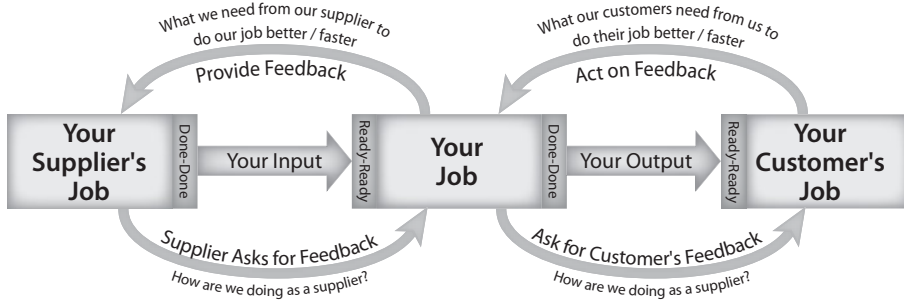 What we need from our supplier to
do our job better / faster
Provide Feedback
What our customers need from us to
do their job better / faster
Act on Feedback
Your
Supplier's
Job
Done-Done
Your Input
Ready-Ready
Your
Job
Done-Done
Your Output
Ready-Ready
Your
Customer's
Job
Supplier Asks for Feedback
How are we doing as a supplier?
Ask for Customer's Feedback
How are we doing as a supplier?